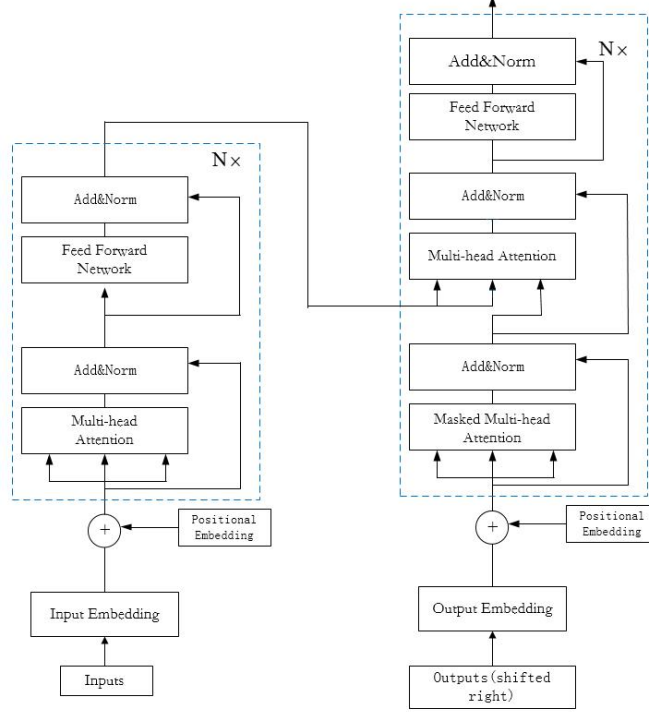 N×
Add&Norm
Feed Forward
Network
Add&Norm
Multi-head
Attention
Positional
Embedding
+
Input Embedding
Inputs
N×
Add&Norm
Feed Forward
Network
Add&Norm
Multi-head Attention
Add&Norm
Masked Multi-head
Attention
Positional
Embedding
+
Output Embedding
Outputs(shifted
right)